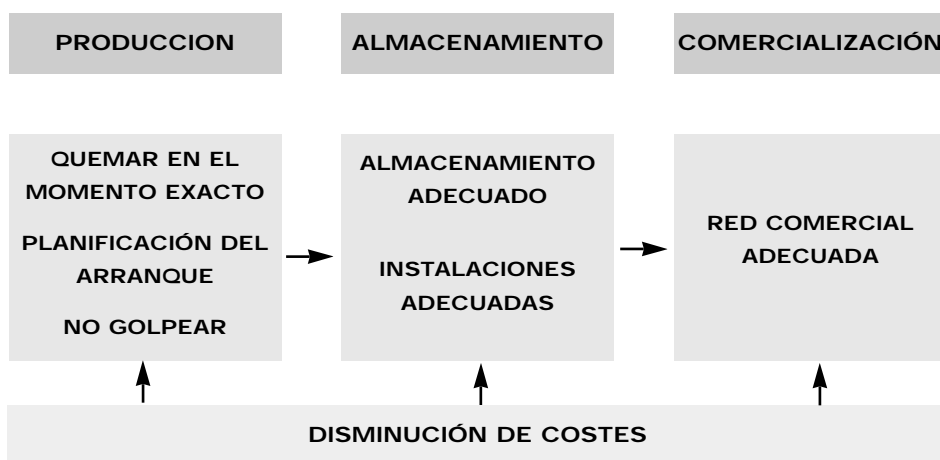 PRODUCCION
ALMACENAMIENTO
COMERCIALIZACIÓN
QUEMAR EN EL
MOMENTO EXACTO
PLANIFICACIÓN DEL
ARRANQUE
NO GOLPEAR
ALMACENAMIENTO
ADECUADO
INSTALACIONES
ADECUADAS
RED COMERCIAL
ADECUADA
DISMINUCIÓN DE COSTES